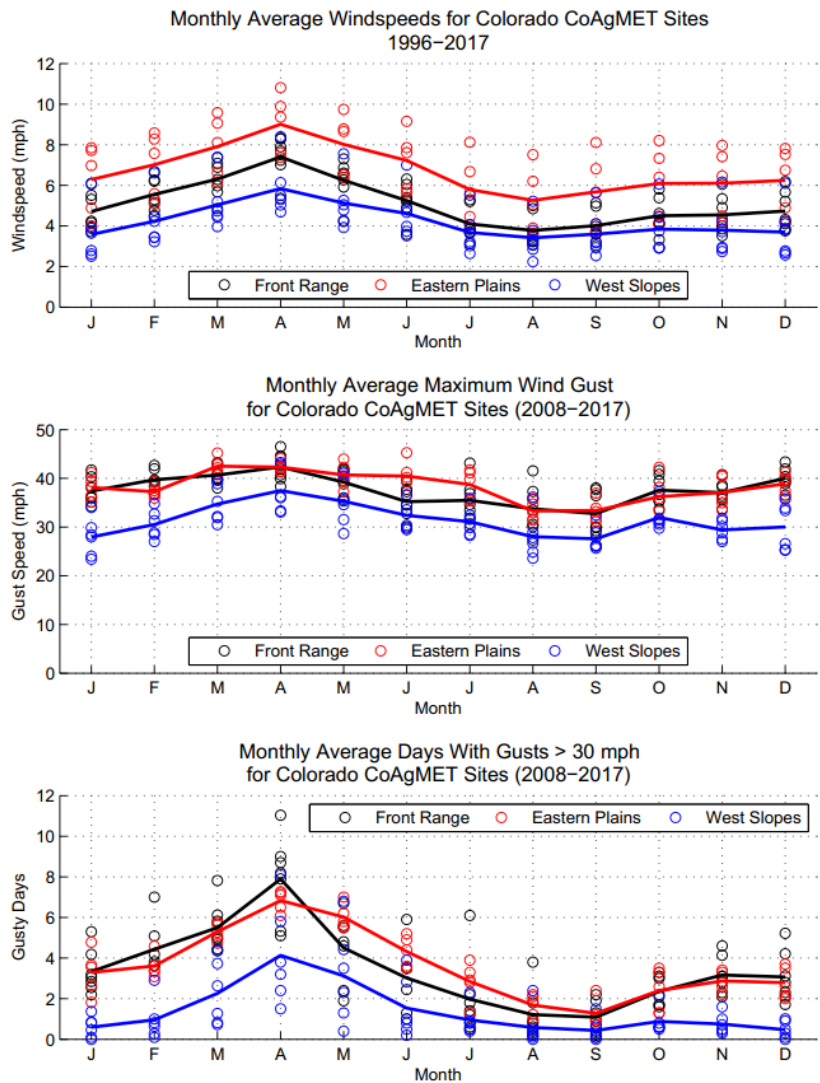 Monthly Average Windspeeds for Colorado CoAgMET Sites
1996−2017
12
10
8
6
4
2
0
Windspeed (mph)
Front Range Eastern Plains West Slopes
J F M A M J J A S O N D
Month
Monthly Average Maximum Wind Gust
for Colorado CoAgMET Sites (2008−2017)
50
40
30
20
10
0
Gust Speed (mph)
Front Range Eastern Plains West Slopes
J F M A M J J A S O N D
Month
Monthly Average Days With Gusts > 30 mph
for Colorado CoAgMET Sites (2008−2017)
12
10
8
6
4
2
0
Gusty Days
Front Range Eastern Plains West Slopes
J F M A M J J A S O N D
Month